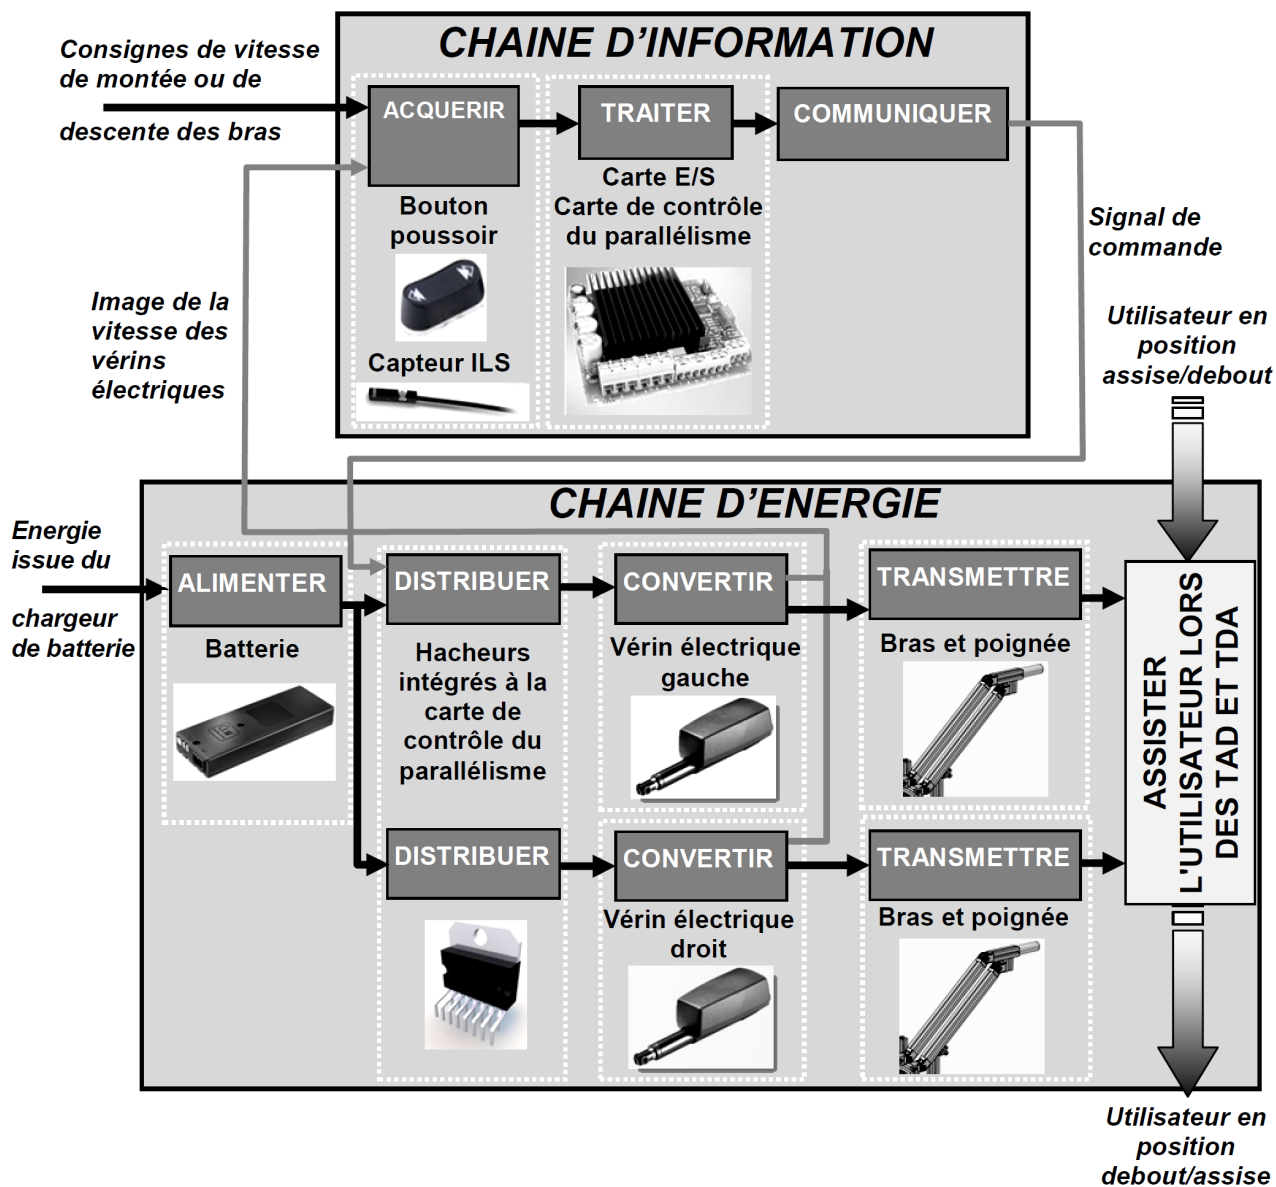 CHAINE D'INFORMATION
Consignes de vitesse
de montée ou de
descente des bras
ACQUERIR
TRAITER
COMMUNIQUER
Bouton
poussoir
Capteur ILS
Carte E/S
Carte de contrôle
du parallélisme
Signal de
commande
Image de la
vitesse des
vérins
électriques
Utilisateur en
position
assise/debout
CHAINE D'ENERGIE
Energie
issue du
chargeur
de batterie
ALIMENTER
Batterie
DISTRIBUER
Hacheurs
intégrés à la
carte de
contrôle du
parallélisme
CONVERTIR
Vérin électrique
gauche
TRANSMETTRE
Bras et poignée
DISTRIBUER
CONVERTIR
Vérin électrique
droit
TRANSMETTRE
Bras et poignée
ASSISTER
L'UTILISATEUR LORS
DES TAD ET TDA
Utilisateur en
position
debout/assise